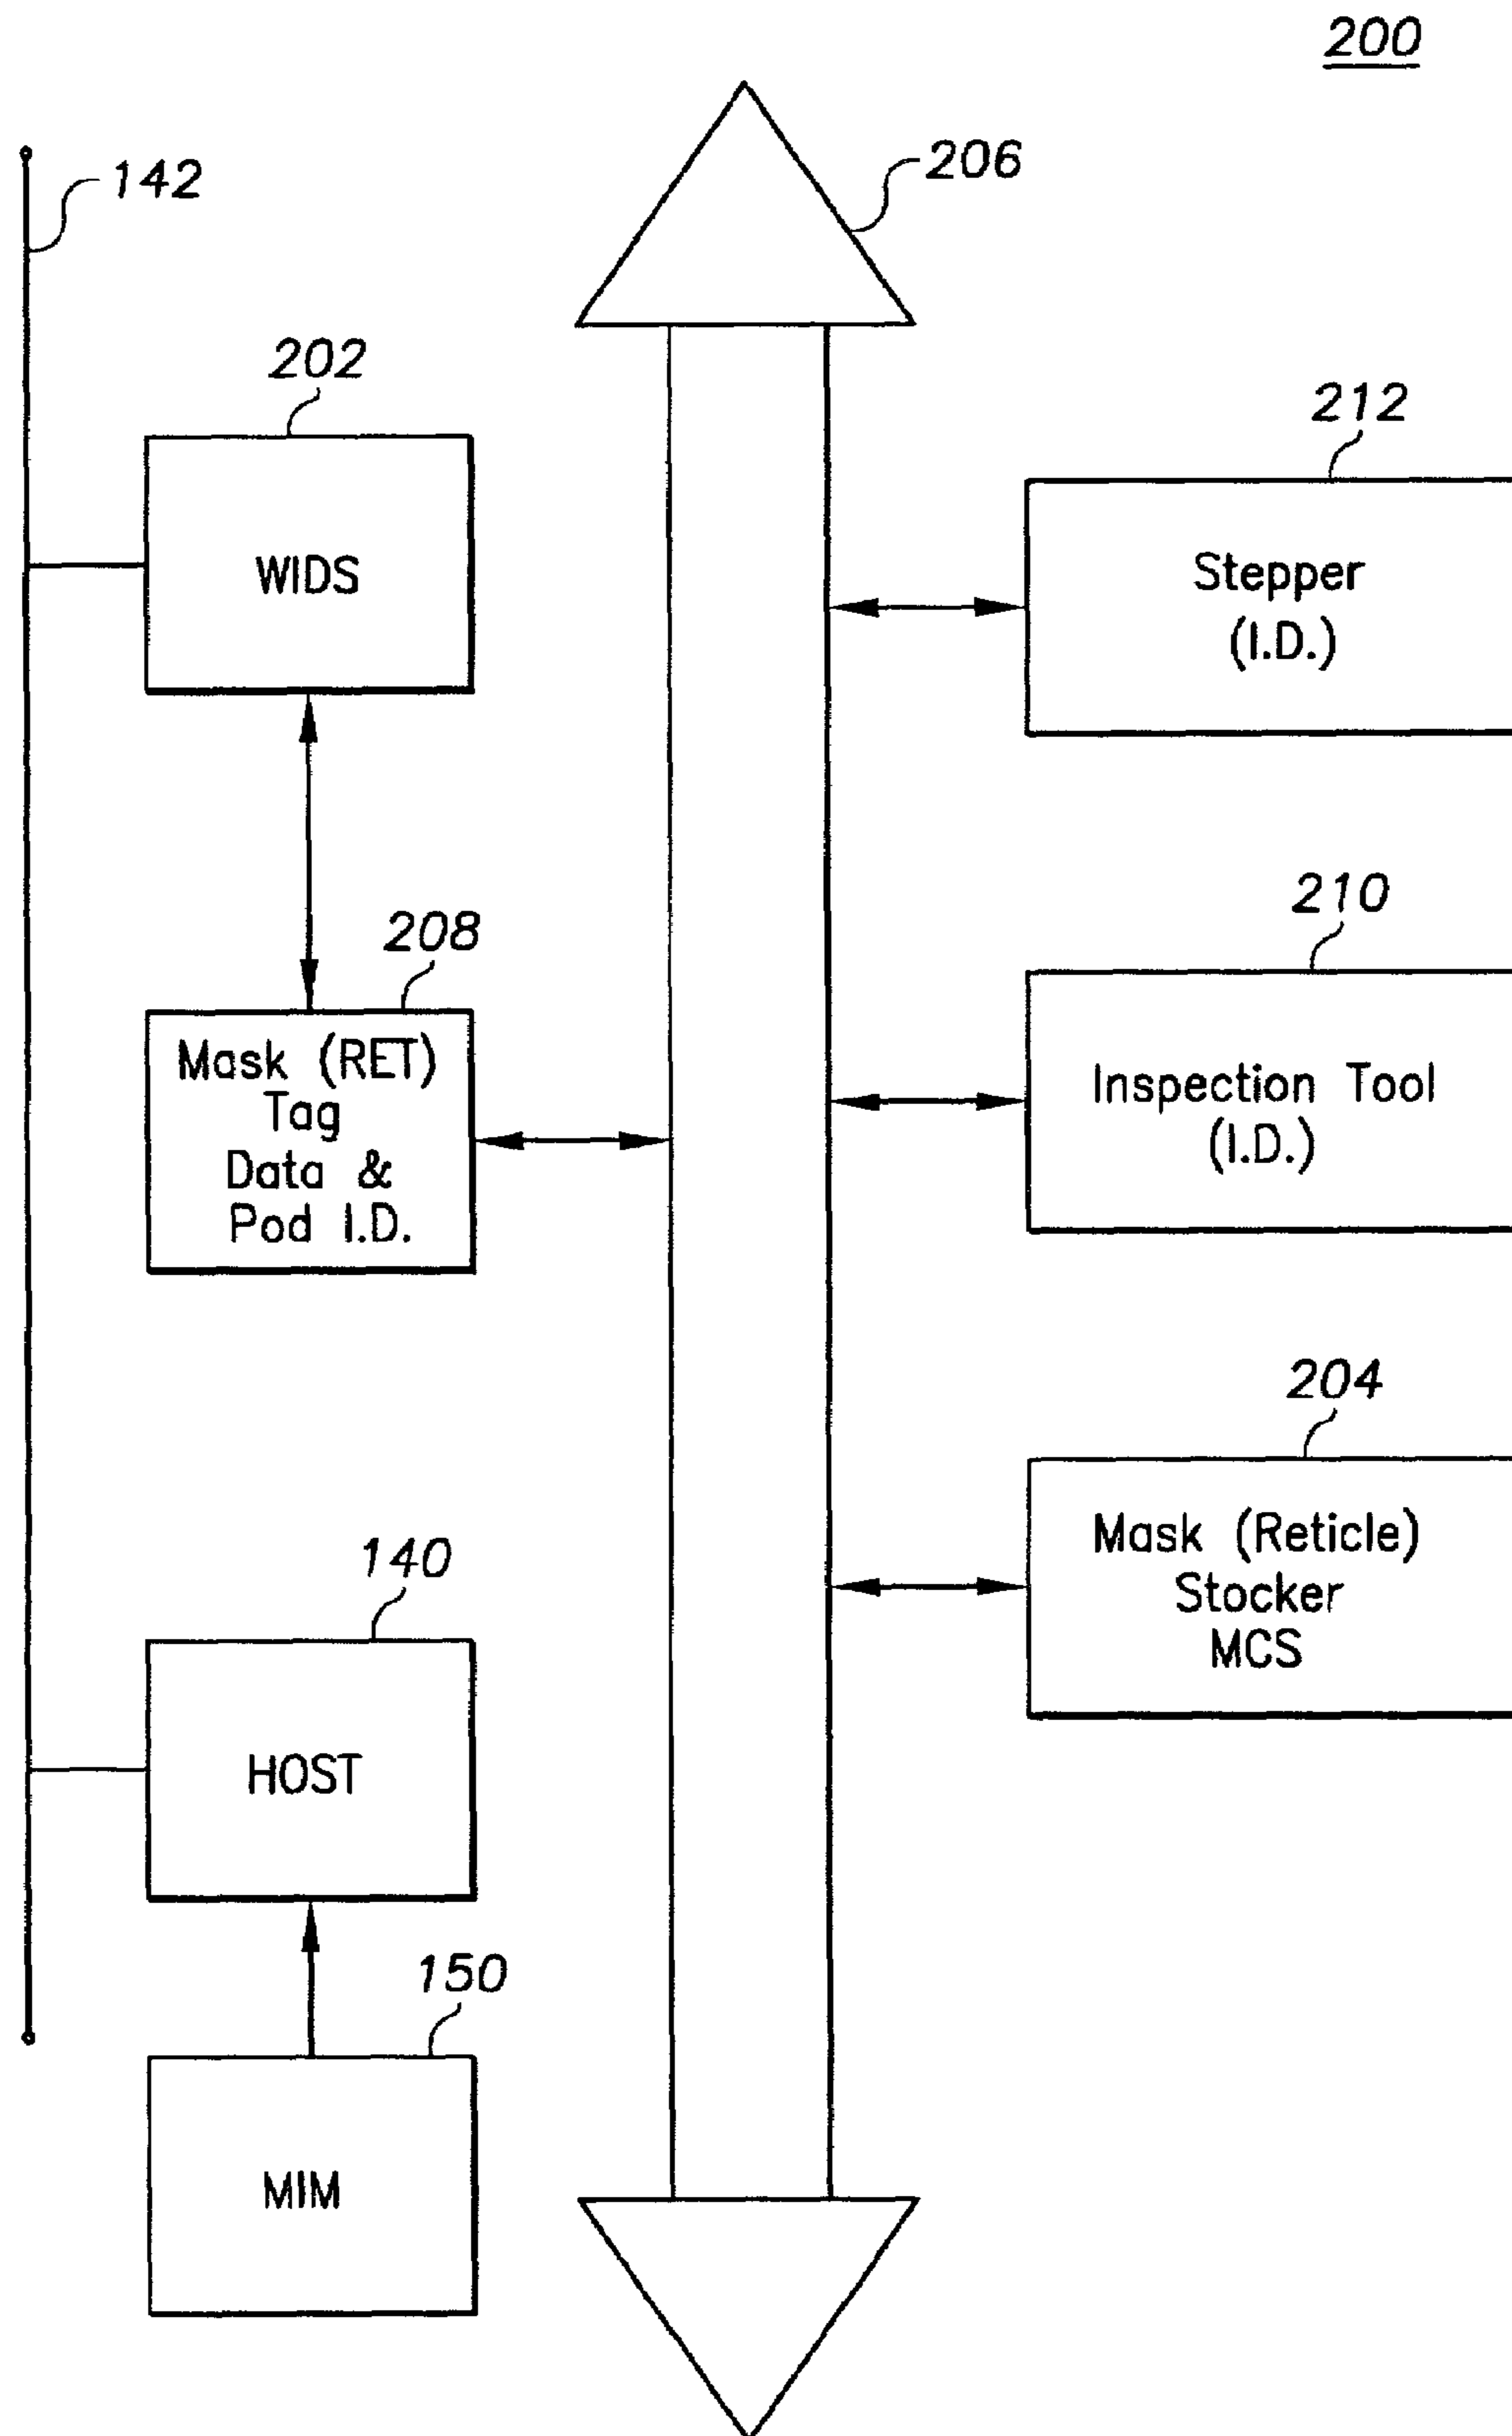 200
206
142
202
WIDS
212
Stepper
(I.D.)
208
Mask (RET)
Tag
Data &
Pod I.D.
210
Inspection Tool
(I.D.)
204
Mask (Reticle)
Stocker
MCS
140
HOST
150
MIM